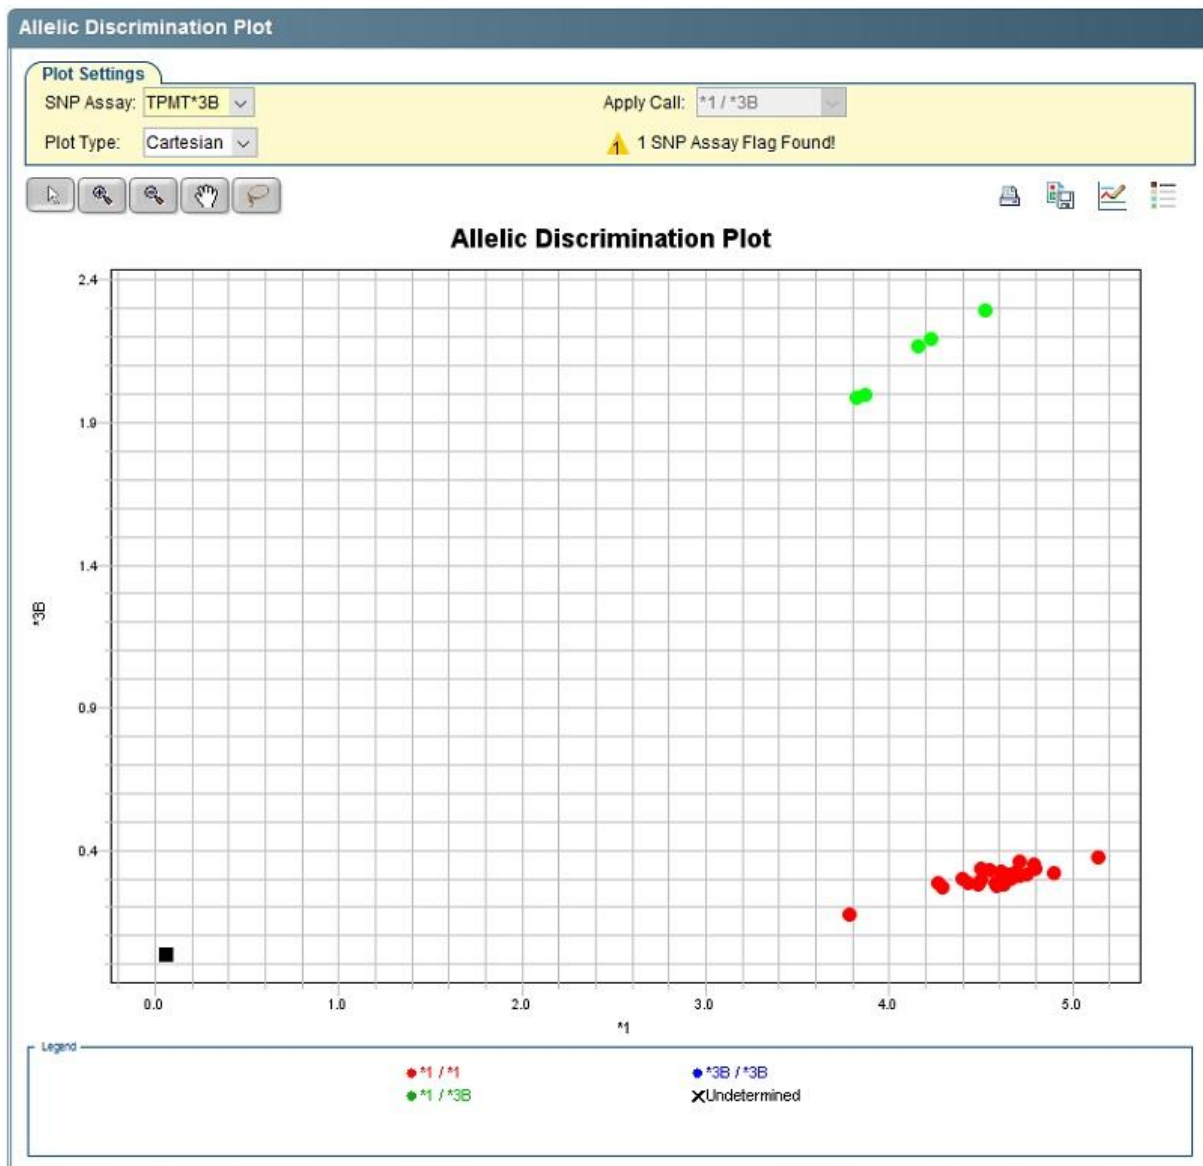 Allelic Discrimination Plot
Plot Settings
SNP Assay: TPMT*3B Apply Call: *1 / *3B
Plot Type: Cartesian 1 1 SNP Assay Flag Found!
Allelic Discrimination Plot
2.4
1.9
1.4
*3B
0.9
0.4
0.0 1.0 2.0 3.0 4.0 5.0
*1
Legend
*1 / *1 *3B / *3B
*1 / *3B Undetermined